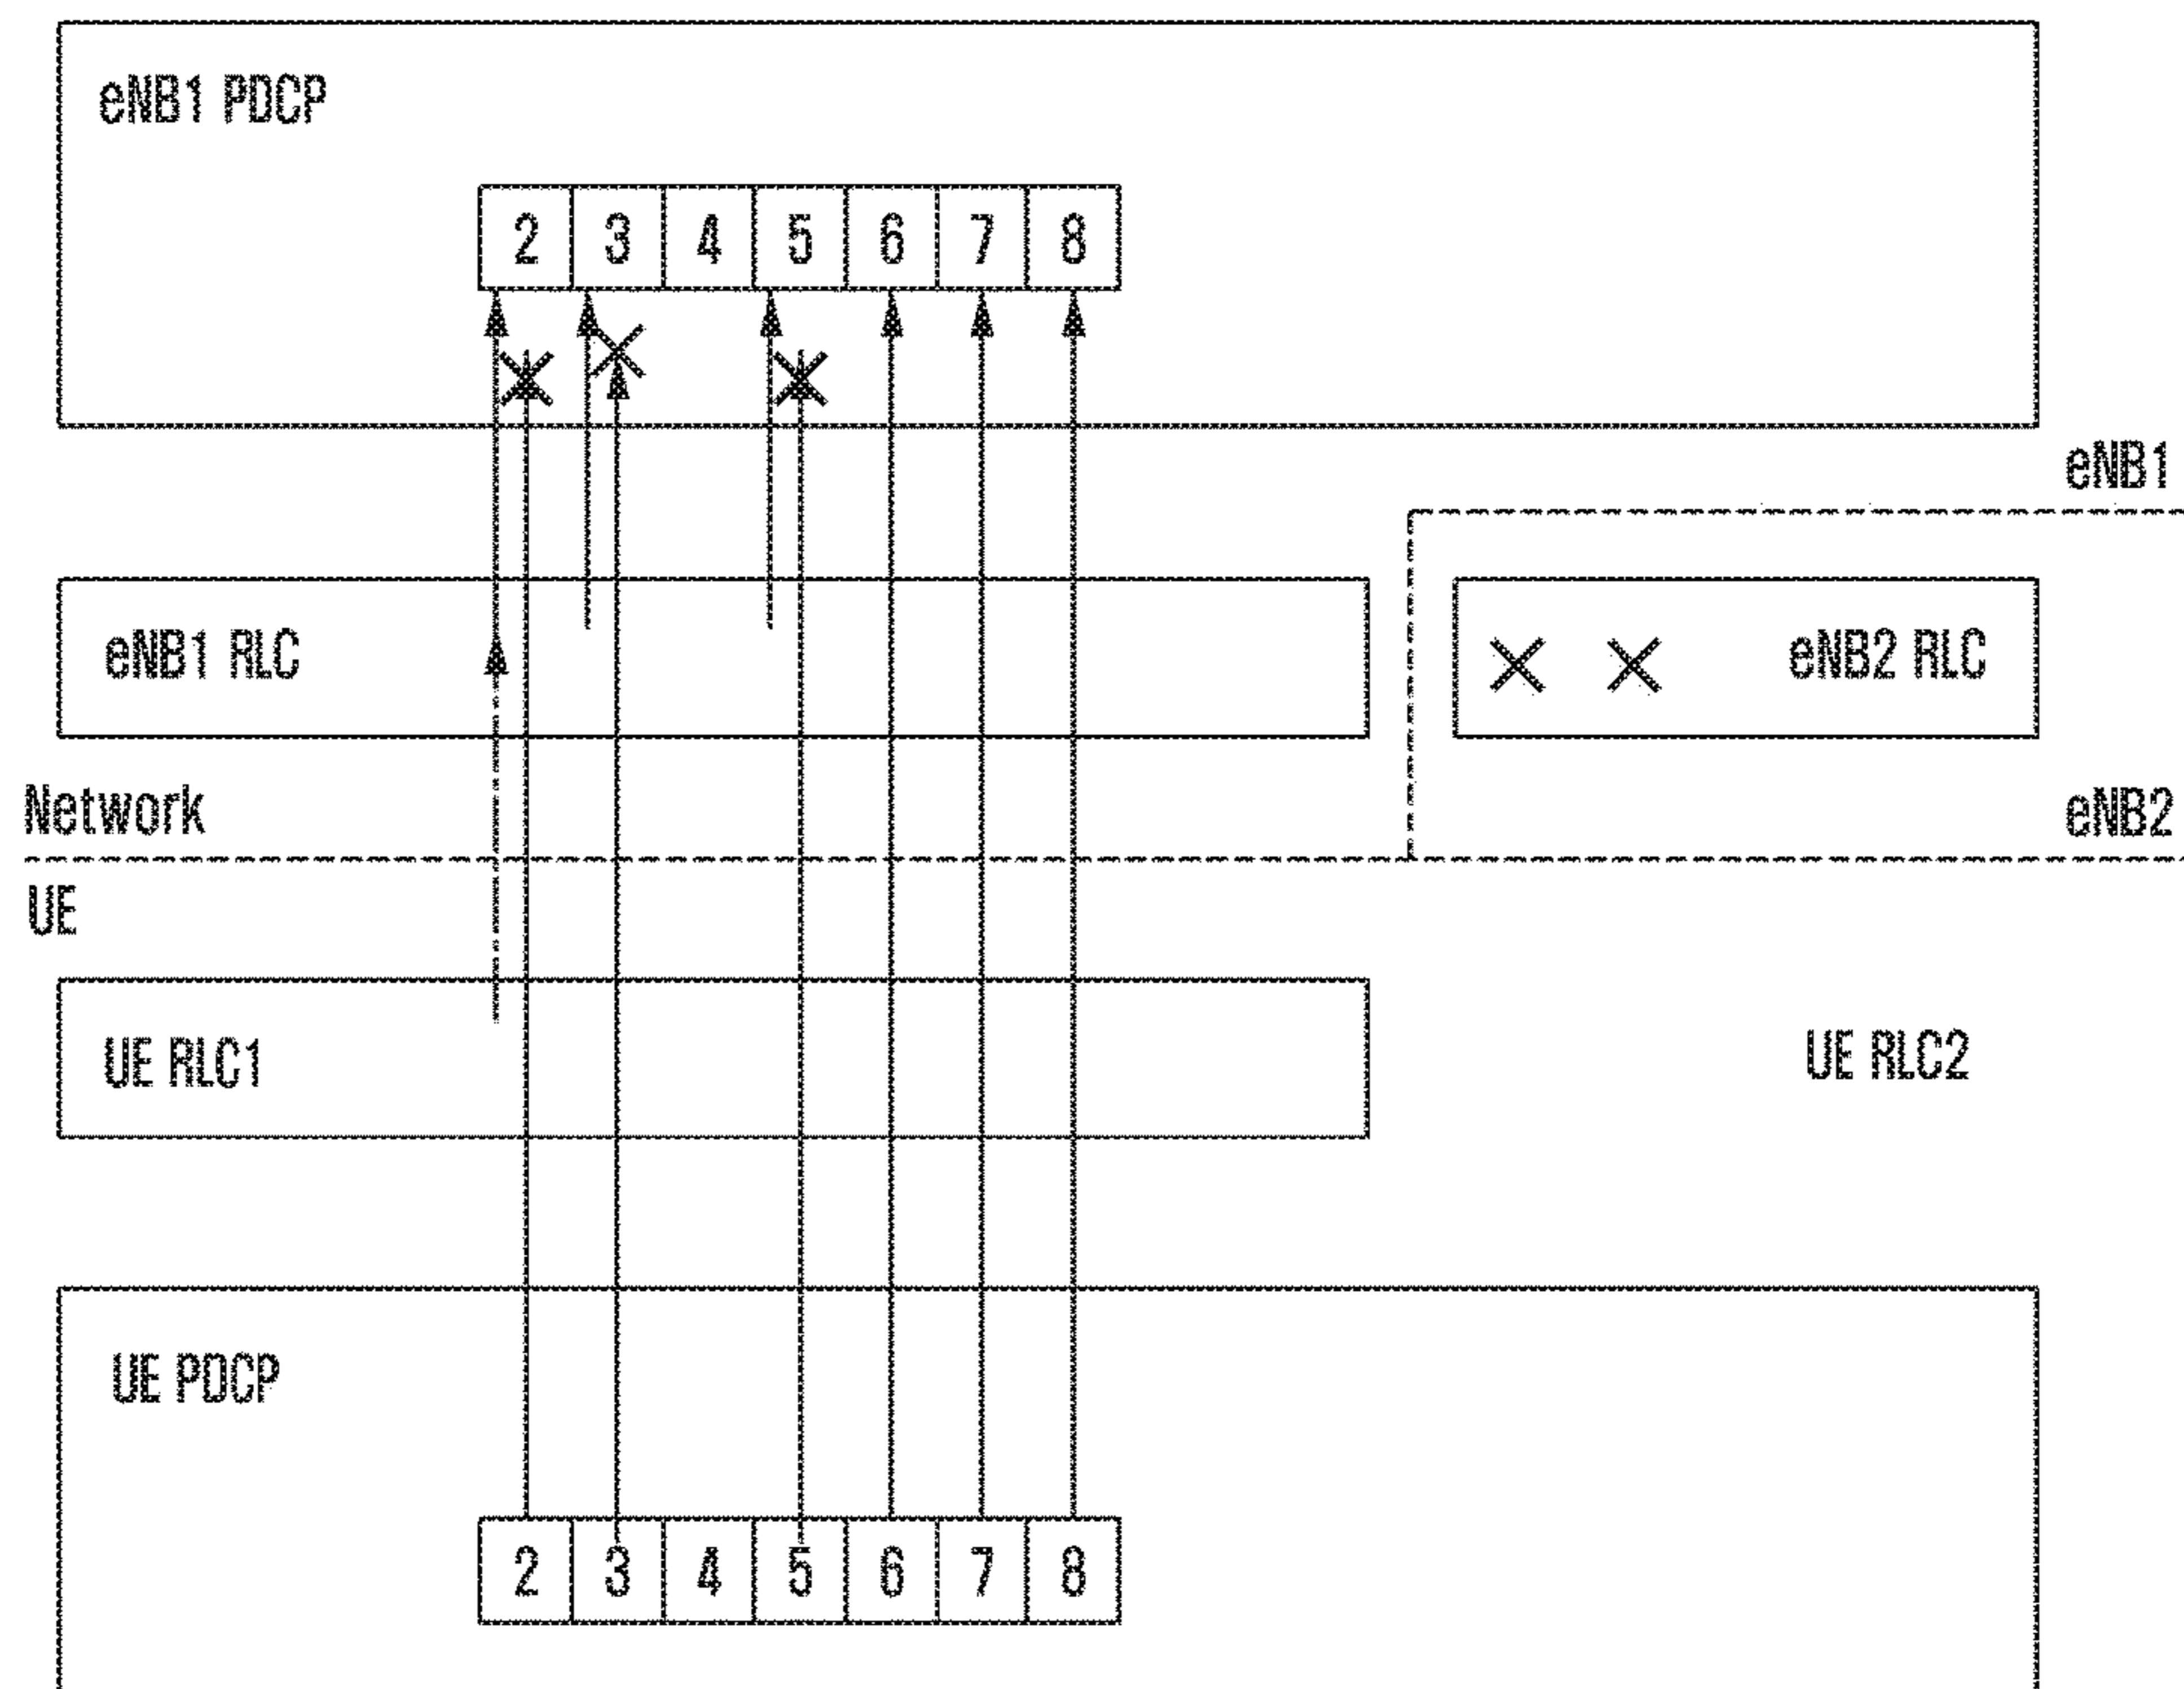 eNB1 PDCP
2 3 4 5 6 7 8
eNB1
eNB1 RLC
eNB2 RLC
Network
eNB2
UE
UE RLC1
UE RLC2
UE PDCP
2 3 4 5 6 7 8